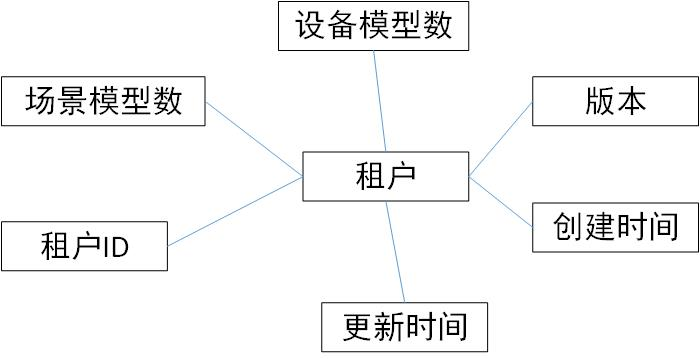 设备模型数
场景模型数
版本
租户
创建时间
租户ID
更新时间